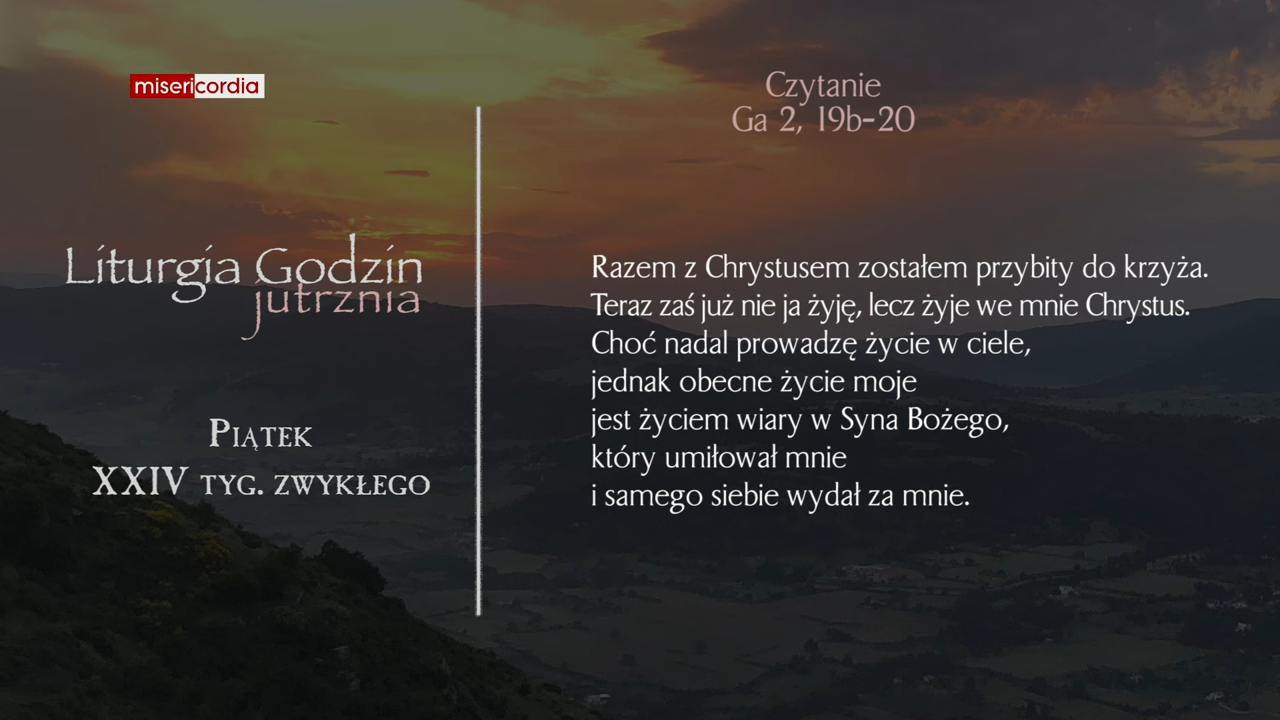 misericordia
Liturgia Godzin
jutrznia
Piątek
XXIV tyg. zwykłego
Czytanie
Ga 2, 19b-20
Razem z Chrystusem zostałem przybity do krzyża.
Teraz zaś już nie ja żyję, lecz żyje we mnie Chrystus.
Choć nadal prowadzę życie w ciele,
jednak obecne życie moje
jest życiem wiary w Syna Bożego,
który umiłował mnie
i samego siebie wydał za mnie.